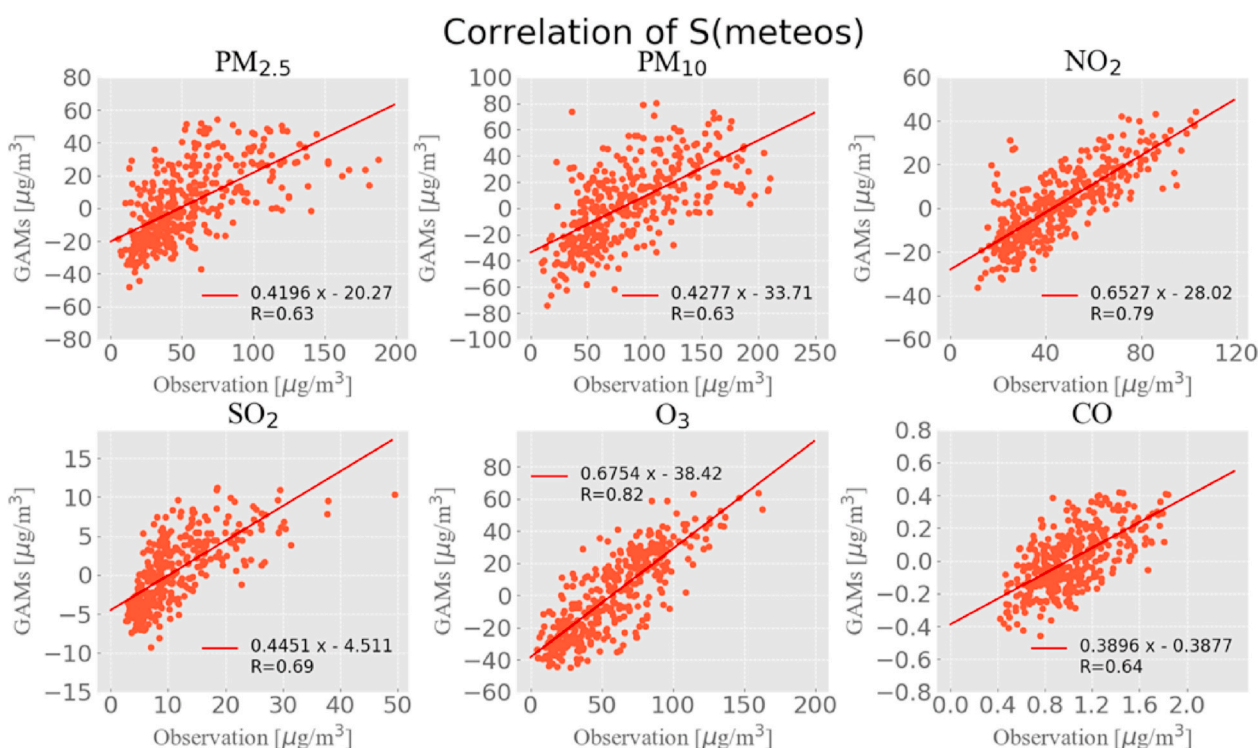 Correlation of S(meteos)
PM2.5
80
60
40
20
0
−20
−40
−60
−80
GAMs [μg/m³]
0.4196 x - 20.27
R=0.63
0 50 100 150 200
Observation [μg/m³]
PM10
100
80
60
40
20
0
−20
−40
−60
−80
−100
GAMs [μg/m³]
0.4277 x - 33.71
R=0.63
0 50 100 150 200 250
Observation [μg/m³]
NO2
60
40
20
0
−20
−40
−60
GAMs [μg/m³]
0.6527 x - 28.02
R=0.79
0 40 80 120
Observation [μg/m³]
SO2
15
10
5
0
−5
−10
−15
GAMs [μg/m³]
0.4451 x - 4.511
R=0.69
0 10 20 30 40 50
Observation [μg/m³]
O3
80
60
40
20
0
−20
−40
−60
GAMs [μg/m³]
0.6754 x - 38.42
R=0.82
0 50 100 150 200
Observation [μg/m³]
CO
0.8
0.6
0.4
0.2
0.0
−0.2
−0.4
−0.6
−0.8
GAMs [μg/m³]
0.3896 x - 0.3877
R=0.64
0.0 0.4 0.8 1.2 1.6 2.0
Observation [μg/m³]